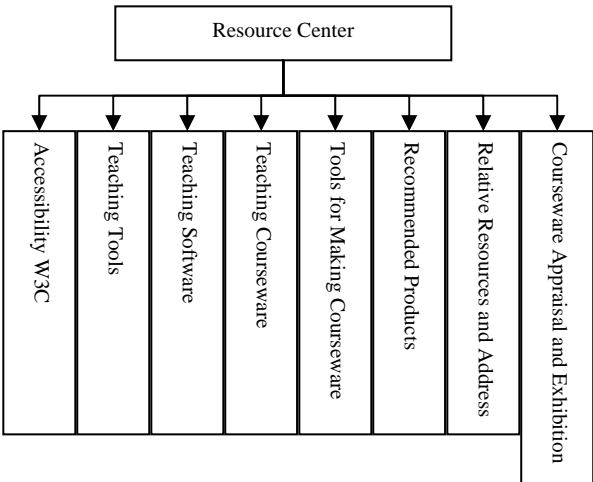 Resource Center
Accessibility W3C
Teaching Tools
Teaching Software
Teaching Courseware
Tools for Making Courseware
Recommended Products
Relative Resources and Address
Courseware Appraisal and Exhibition